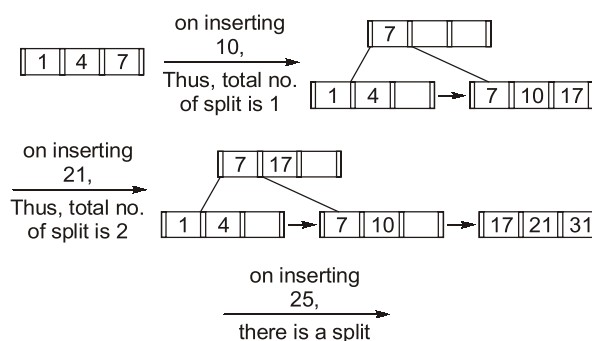 1 4 7
on inserting
10,
Thus, total no.
of split is 1
7
1 4
7 10 17
on inserting
21,
Thus, total no.
of split is 2
7 17
1 4
7 10
17 21 31
on inserting
25,
there is a split